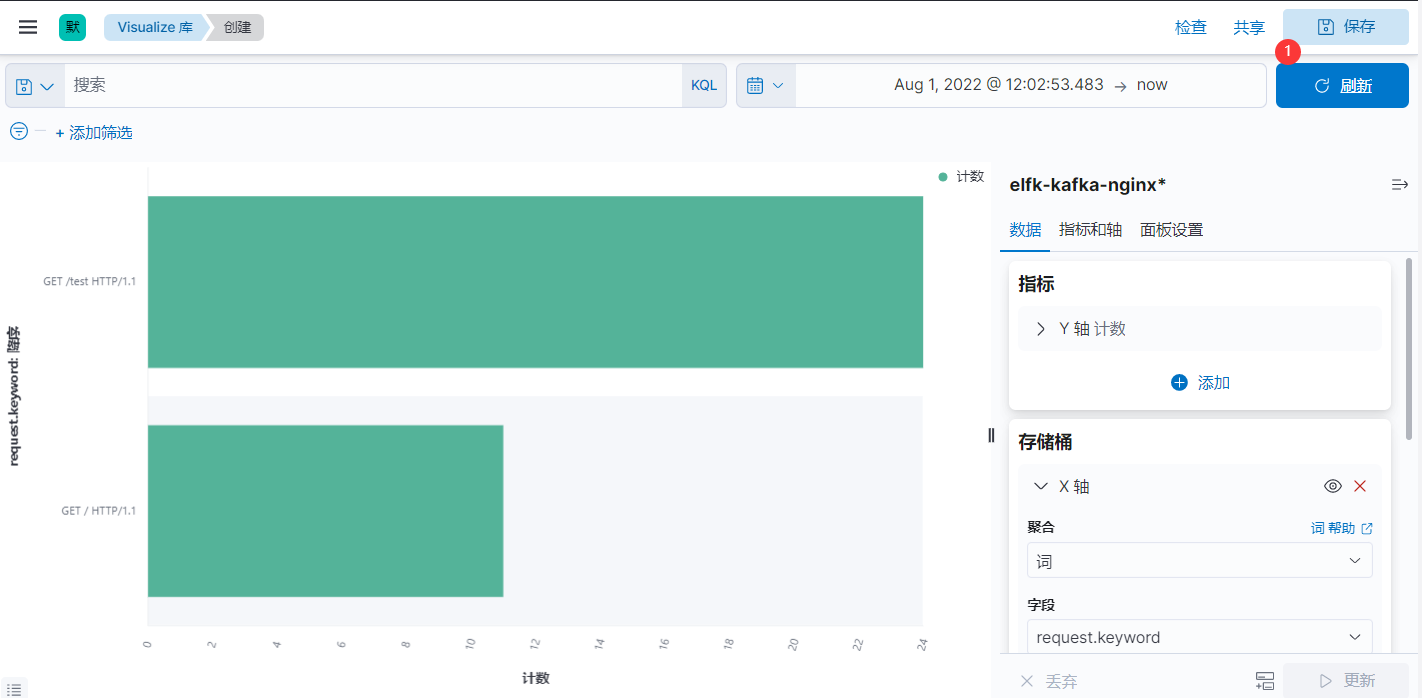 默 Visualize 库 创建 检查 共享 保存
1
搜索 KQL Aug 1, 2022 @ 12:02:53.483 → now 刷新
+ 添加筛选
计数
GET /test HTTP/1.1
GET / HTTP/1.1
request.keyword: 降序
0 2 4 6 8 10 12 14 16 18 20 22 24
计数
elfk-kafka-nginx*
数据 指标和轴 面板设置
指标
Y 轴 计数
添加
存储桶
X 轴
聚合 词 帮助
词
字段
request.keyword
丢弃 更新